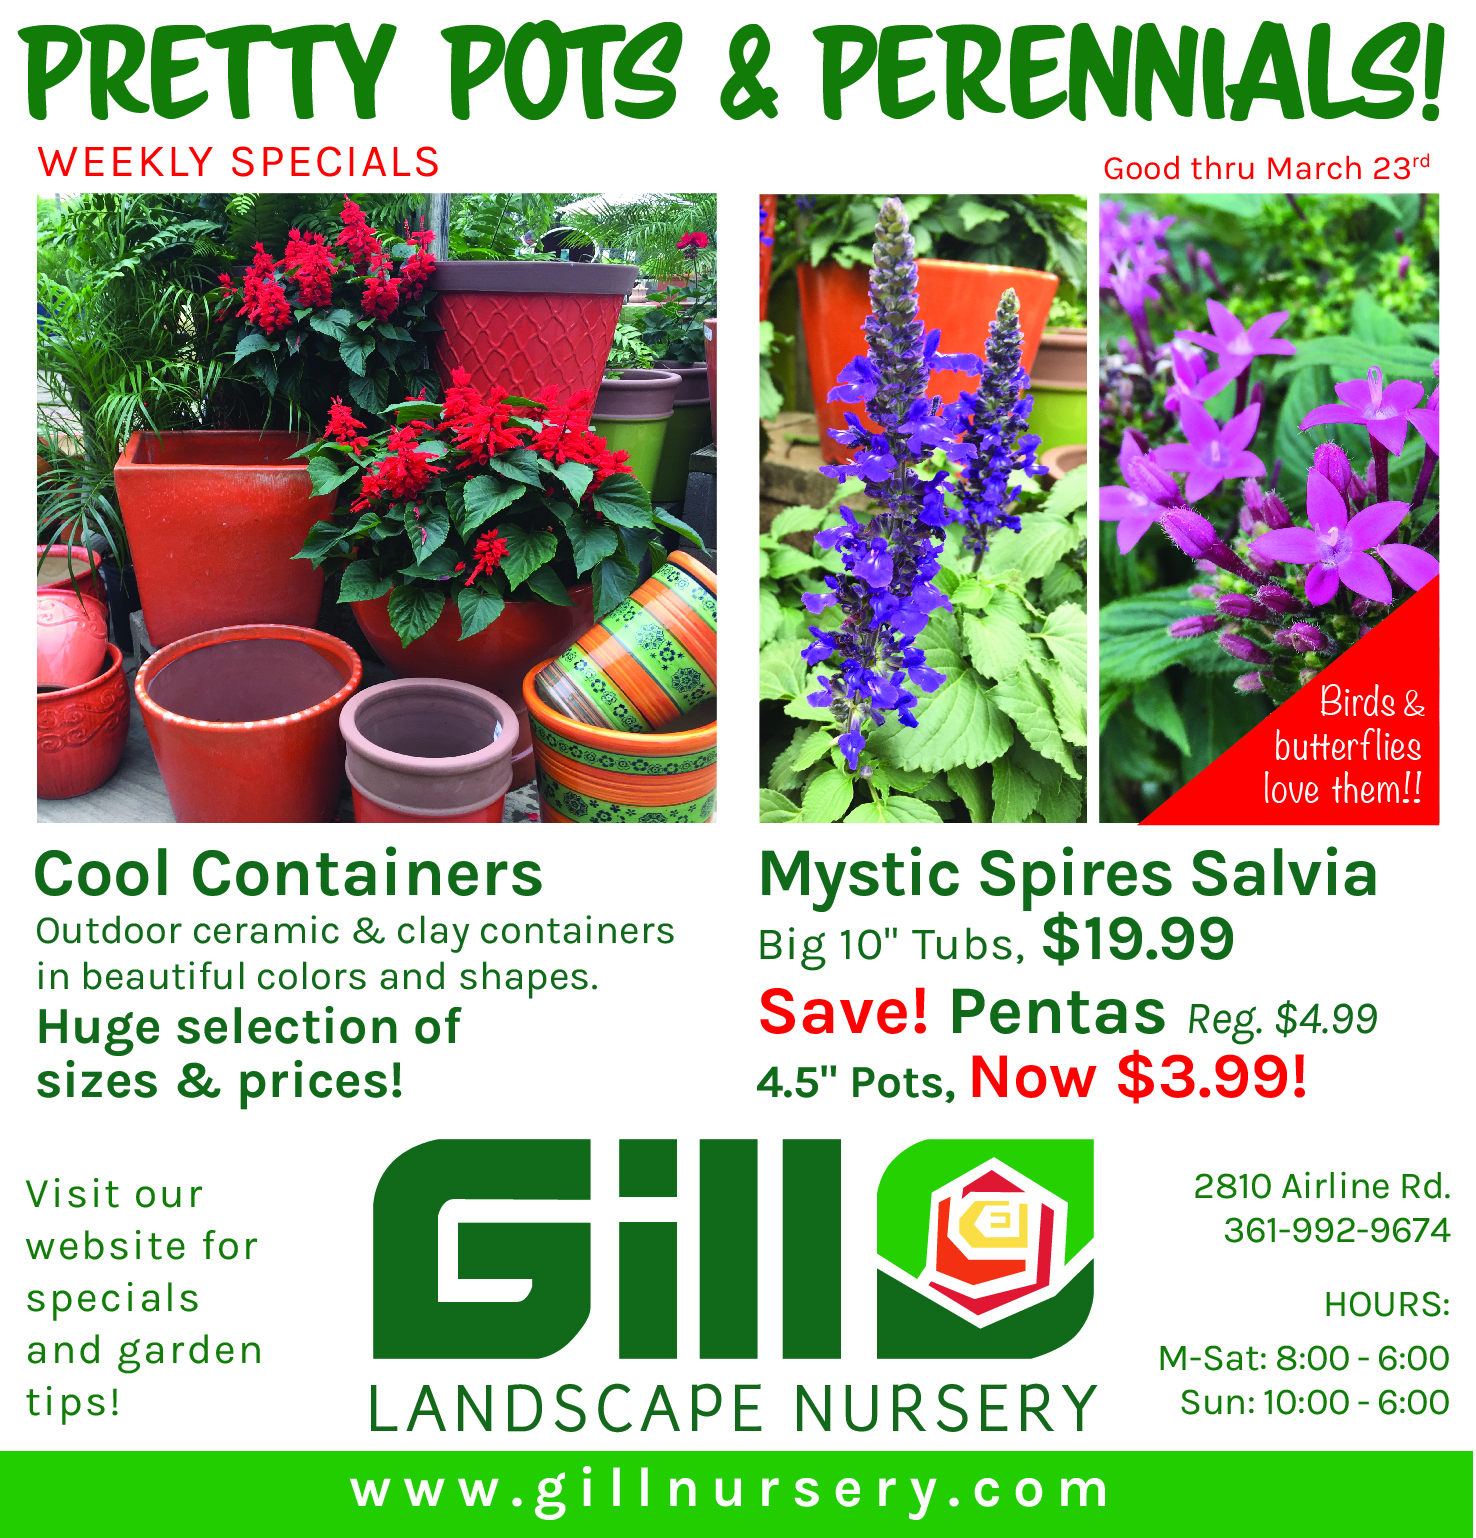 PRETTY POTS & PERENNIALS!
WEEKLY SPECIALS
Good thru March 23rd
Birds &
butterflies
love them!!
Cool Containers
Outdoor ceramic & clay containers
in beautiful colors and shapes.
Huge selection of
sizes & prices!
Mystic Spires Salvia
Big 10" Tubs, $19.99
Save! Pentas Reg. $4.99
4.5" Pots, Now $3.99!
Visit our
website for
specials
and garden
tips!
Gill
LANDSCAPE NURSERY
2810 Airline Rd.
361-992-9674
HOURS:
M-Sat: 8:00 - 6:00
Sun: 10:00 - 6:00
www.gillnursery.com